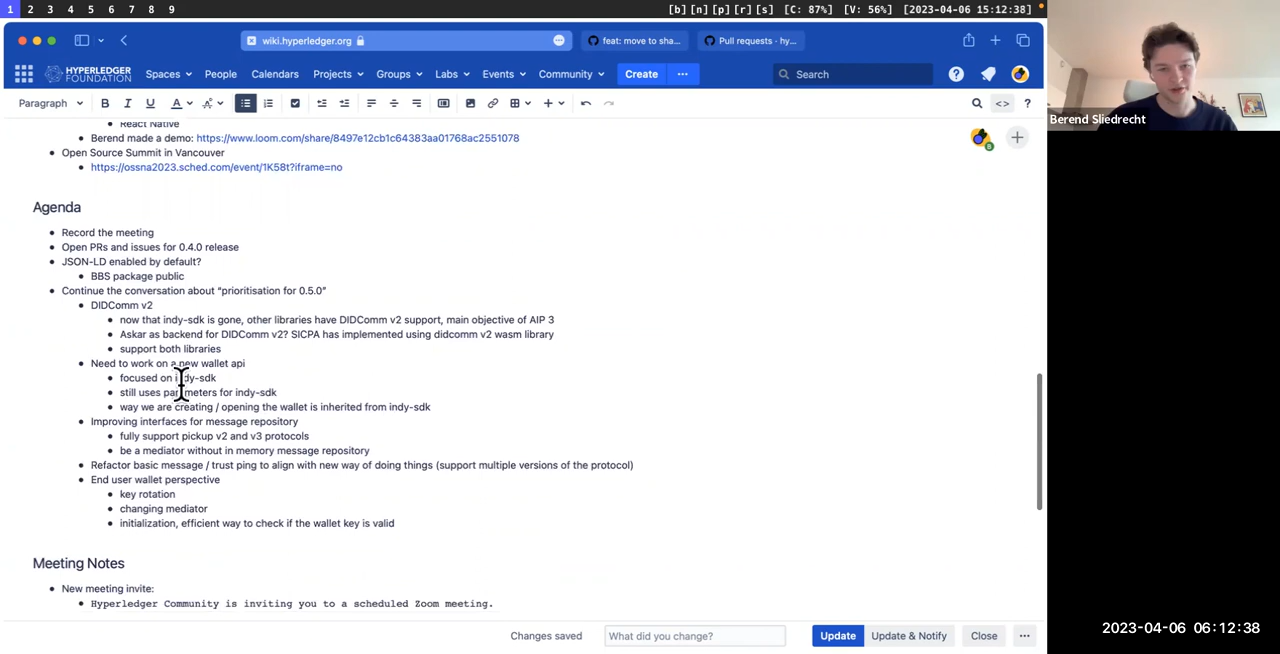 1 2 3 4 5 6 7 8 9 [b][n][p][r][s] [C: 87%] [V: 56%] [2023-04-06 15:12:38]
wiki.hyperledger.org feat: move to sha... Pull requests · hy...
HYPERLEDGER FOUNDATION Spaces People Calendars Projects Groups Labs Events Community Create ... Search
Paragraph B I U A <> ?
Berend Sliedrecht
React Native
Berend made a demo: https://www.loom.com/share/8497e12cb1c64383aa01768ac2551078
Open Source Summit in Vancouver
https://ossna2023.sched.com/event/1K58t?iframe=no
Agenda
Record the meeting
Open PRs and issues for 0.4.0 release
JSON-LD enabled by default?
BBS package public
Continue the conversation about “prioritisation for 0.5.0”
DIDComm v2
now that indy-sdk is gone, other libraries have DIDComm v2 support, main objective of AIP 3
Askar as backend for DIDComm v2? SICPA has implemented using didcomm v2 wasm library
support both libraries
Need to work on a new wallet api
focused on indy-sdk
still uses parameters for indy-sdk
way we are creating / opening the wallet is inherited from indy-sdk
Improving interfaces for message repository
fully support pickup v2 and v3 protocols
be a mediator without in memory message repository
Refactor basic message / trust ping to align with new way of doing things (support multiple versions of the protocol)
End user wallet perspective
key rotation
changing mediator
initialization, efficient way to check if the wallet key is valid
Meeting Notes
New meeting invite:
Hyperledger Community is inviting you to a scheduled Zoom meeting.
Changes saved What did you change? Update Update & Notify Close ...
2023-04-06 06:12:38